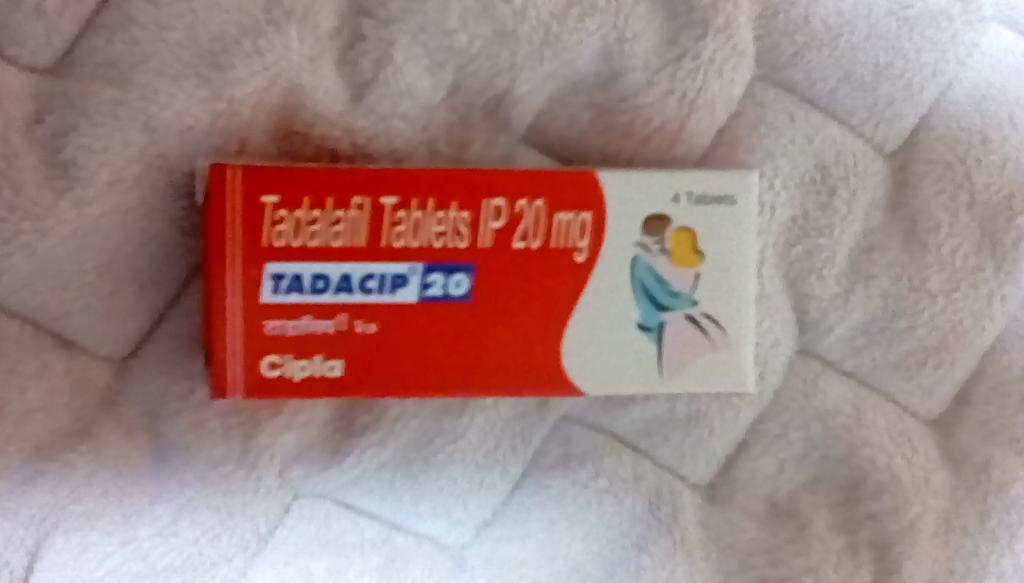 4 Tablets
Tadalafil Tablets IP 20 mg
TADACIP® 20
Cipla